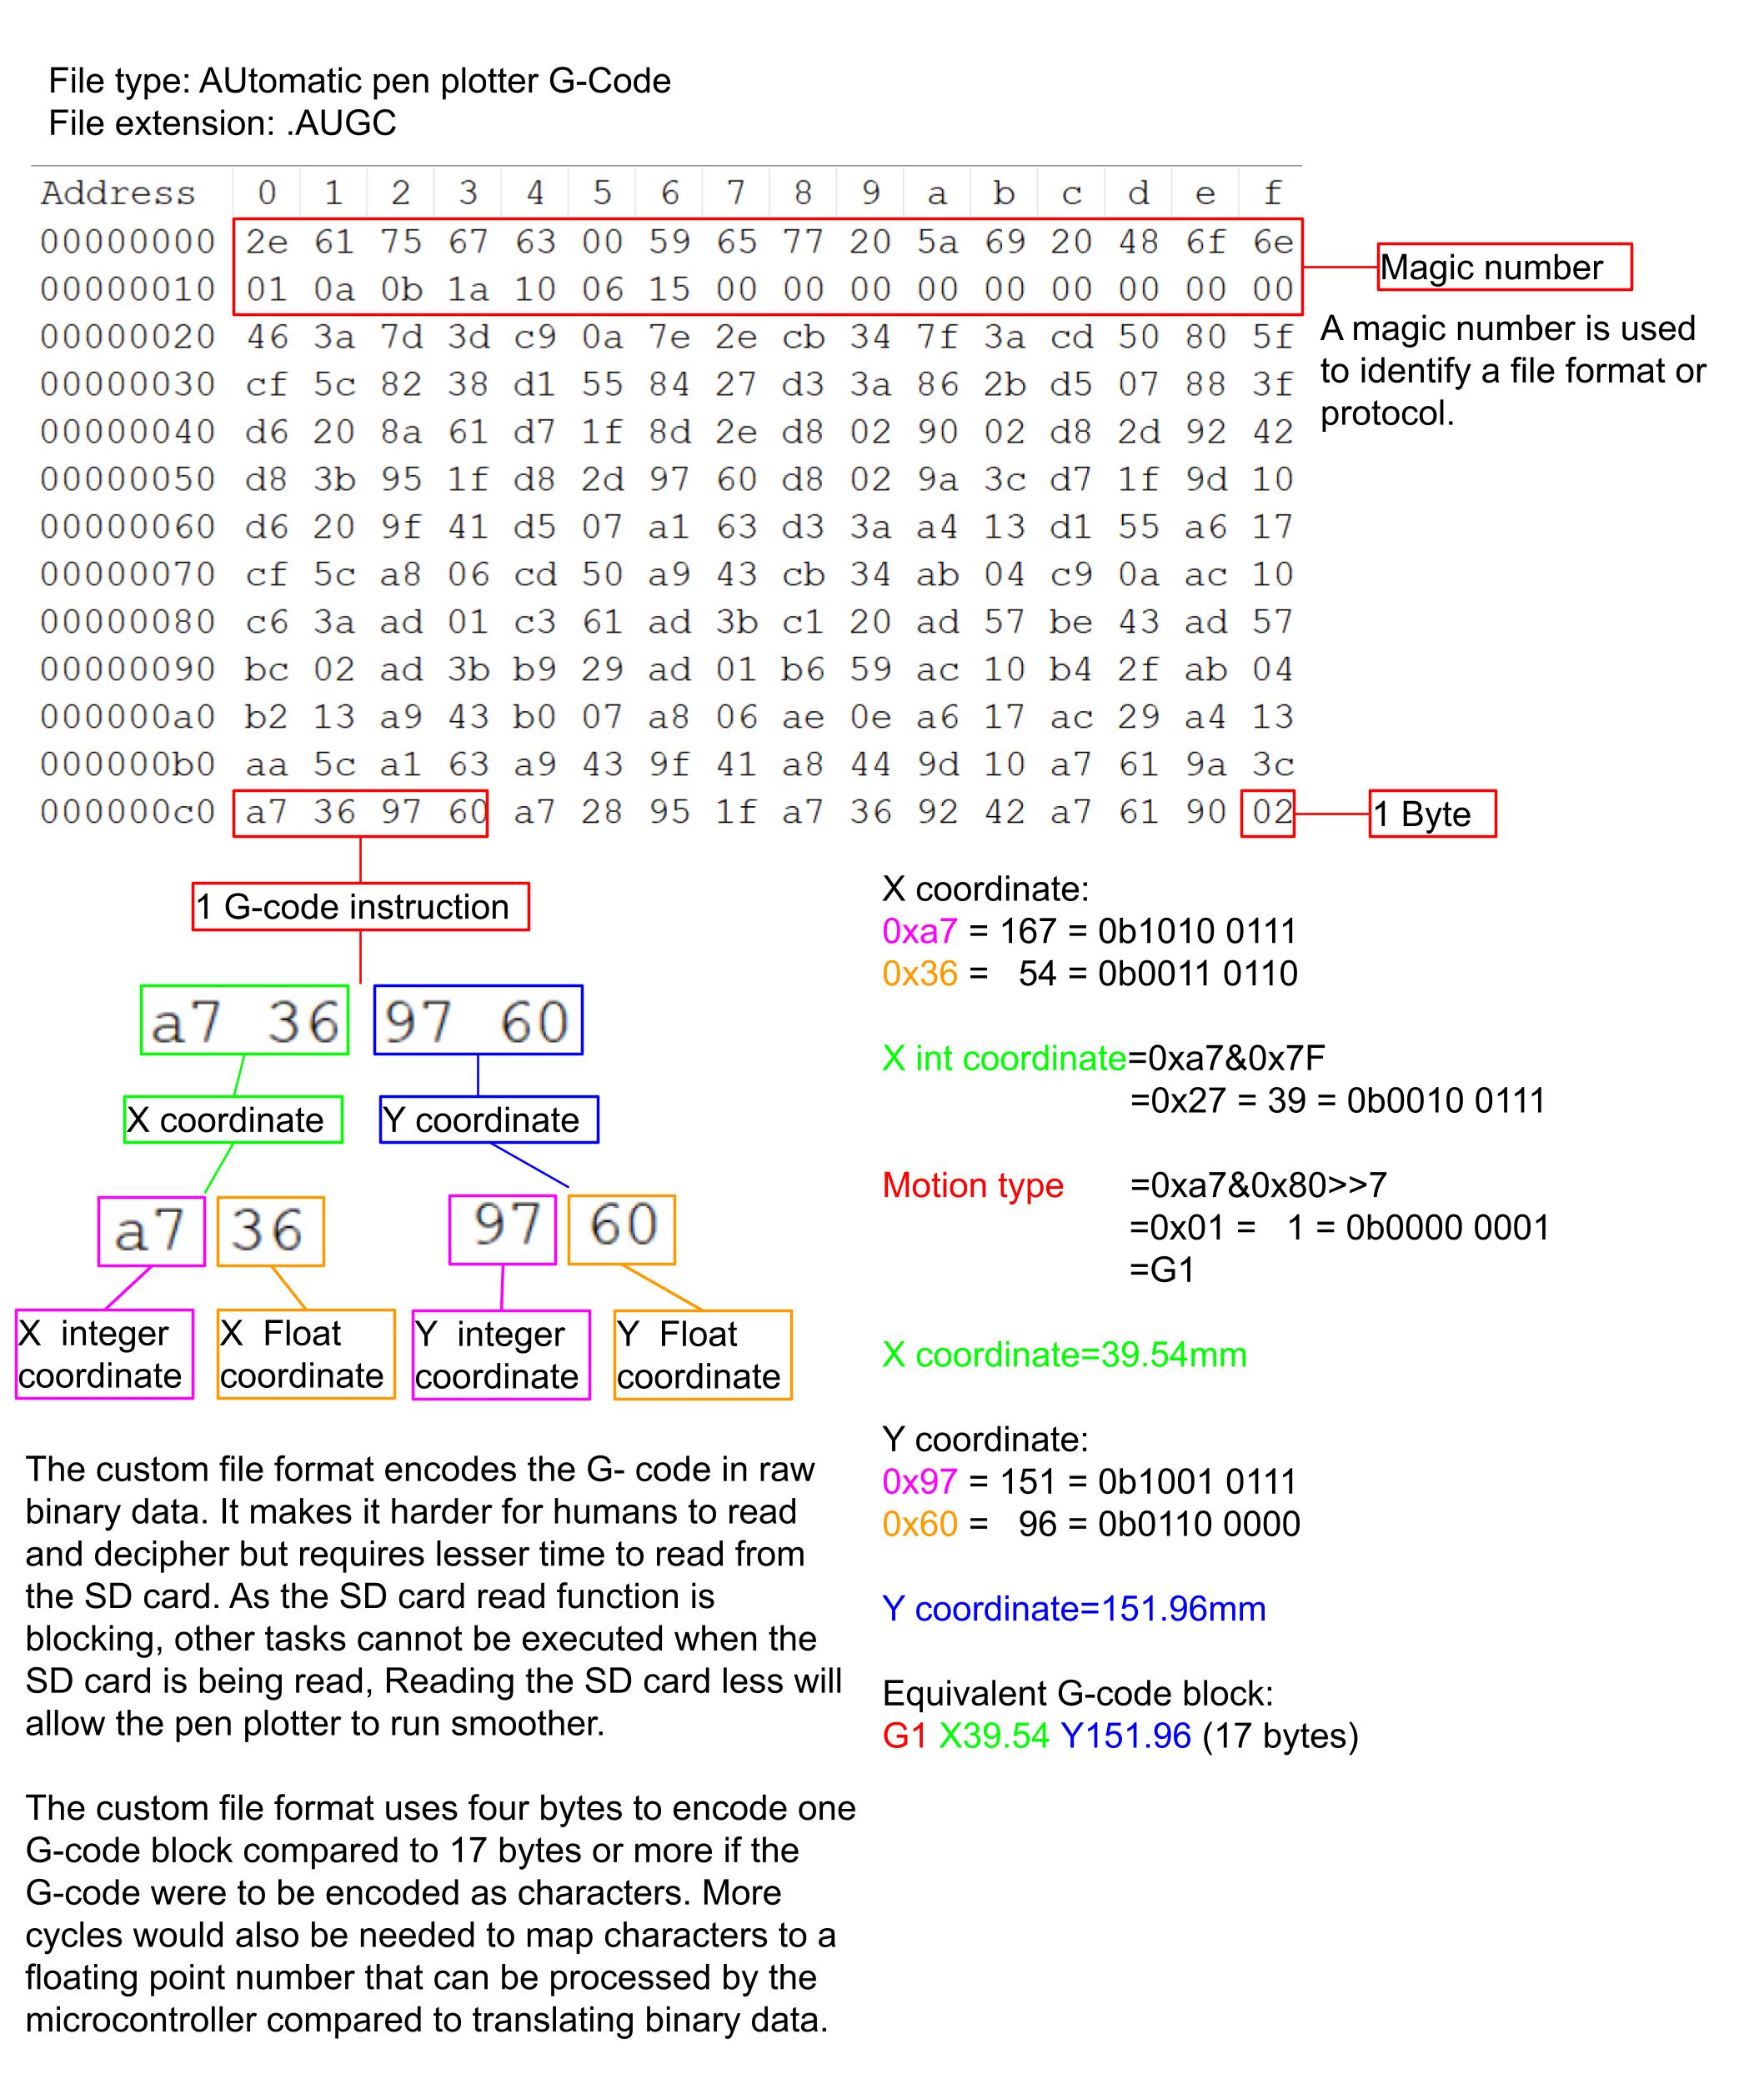 File type: AUtomatic pen plotter G-Code
File extension: .AUGC
Address 0 1 2 3 4 5 6 7 8 9 a b c d e f
00000000 2e 61 75 67 63 00 59 65 77 20 5a 69 20 48 6f 6e
00000010 01 0a 0b 1a 10 06 15 00 00 00 00 00 00 00 00 00
00000020 46 3a 7d 3d c9 0a 7e 2e cb 34 7f 3a cd 50 80 5f
00000030 cf 5c 82 38 d1 55 84 27 d3 3a 86 2b d5 07 88 3f
00000040 d6 20 8a 61 d7 1f 8d 2e d8 02 90 02 d8 2d 92 42
00000050 d8 3b 95 1f d8 2d 97 60 d8 02 9a 3c d7 1f 9d 10
00000060 d6 20 9f 41 d5 07 a1 63 d3 3a a4 13 d1 55 a6 17
00000070 cf 5c a8 06 cd 50 a9 43 cb 34 ab 04 c9 0a ac 10
00000080 c6 3a ad 01 c3 61 ad 3b c1 20 ad 57 be 43 ad 57
00000090 bc 02 ad 3b b9 29 ad 01 b6 59 ac 10 b4 2f ab 04
000000a0 b2 13 a9 43 b0 07 a8 06 ae 0e a6 17 ac 29 a4 13
000000b0 aa 5c a1 63 a9 43 9f 41 a8 44 9d 10 a7 61 9a 3c
000000c0 a7 36 97 60 a7 28 95 1f a7 36 92 42 a7 61 90 02
Magic number
A magic number is used
to identify a file format or
protocol.
1 Byte
1 G-code instruction
a7 36 97 60
X coordinate Y coordinate
a7 36 97 60
X integer
coordinate
X Float
coordinate
Y integer
coordinate
Y Float
coordinate
The custom file format encodes the G- code in raw
binary data. It makes it harder for humans to read
and decipher but requires lesser time to read from
the SD card. As the SD card read function is
blocking, other tasks cannot be executed when the
SD card is being read, Reading the SD card less will
allow the pen plotter to run smoother.
The custom file format uses four bytes to encode one
G-code block compared to 17 bytes or more if the
G-code were to be encoded as characters. More
cycles would also be needed to map characters to a
floating point number that can be processed by the
microcontroller compared to translating binary data.
X coordinate:
0xa7 = 167 = 0b1010 0111
0x36 = 54 = 0b0011 0110
X int coordinate=0xa7&0x7F
=0x27 = 39 = 0b0010 0111
Motion type =0xa7&0x80>>7
=0x01 = 1 = 0b0000 0001
=G1
X coordinate=39.54mm
Y coordinate:
0x97 = 151 = 0b1001 0111
0x60 = 96 = 0b0110 0000
Y coordinate=151.96mm
Equivalent G-code block:
G1 X39.54 Y151.96 (17 bytes)